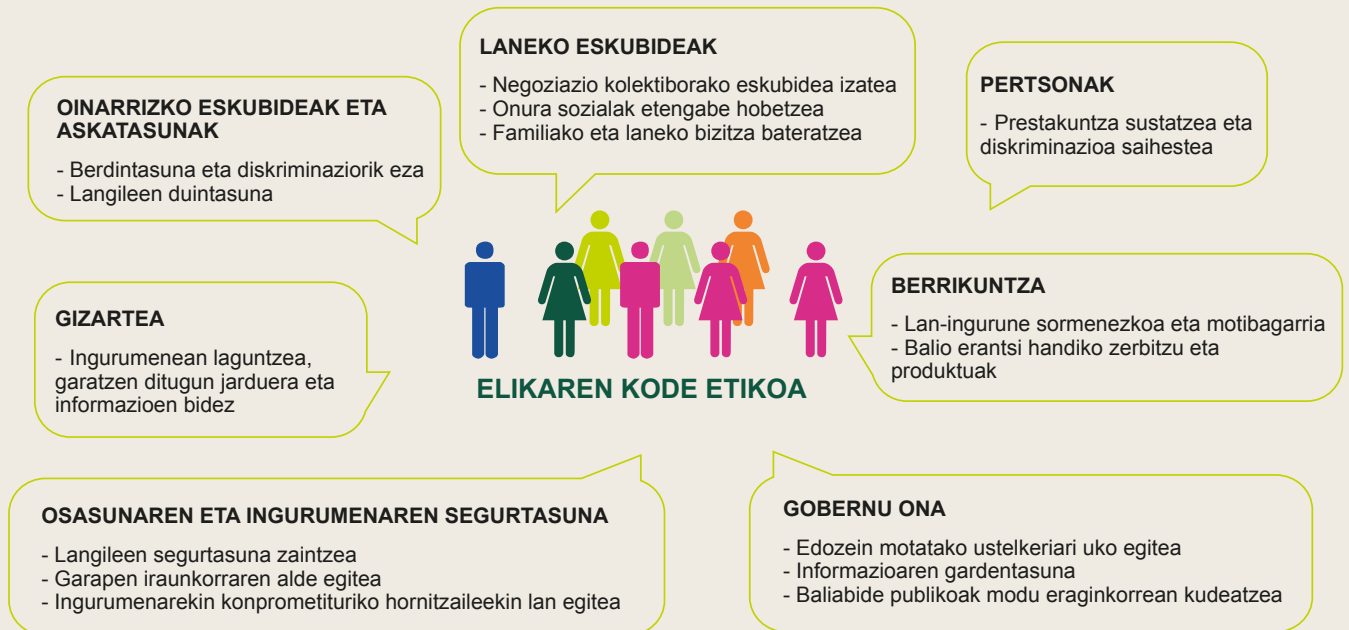 OINARRIZKO ESKUBIDEAK ETA
ASKATASUNAK
- Berdintasuna eta diskriminaziorik eza
- Langileen duintasuna
LANEKO ESKUBIDEAK
- Negoziazio kolektiborako eskubidea izatea
- Onura sozialak etengabe hobetzea
- Familiako eta laneko bizitza bateratzea
PERTSONAK
- Prestakuntza sustatzea eta
diskriminazioa saihestea
GIZARTEA
- Ingurumenean laguntzea,
garatzen ditugun jarduera eta
informazioen bidez
ELIKAREN KODE ETIKOA
BERRIKUNTZA
- Lan-ingurune sormenezkoa eta motibagarria
- Balio erantsi handiko zerbitzu eta
produktuak
OSASUNAREN ETA INGURUMENAREN SEGURTASUNA
- Langileen segurtasuna zaintzea
- Garapen iraunkorraren alde egitea
- Ingurumenarekin konprometituriko hornitzaileekin lan egitea
GOBERNU ONA
- Edozein motatako ustelkeriari uko egitea
- Informazioaren gardentasuna
- Baliabide publikoak modu eraginkorrean kudeatzea